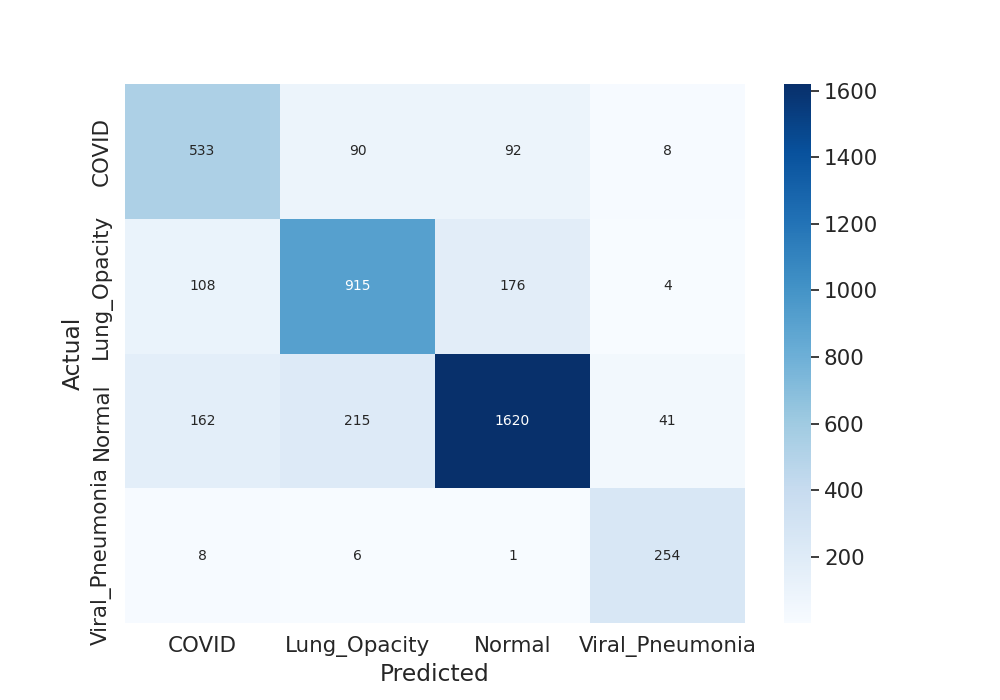 COVID 533 90 92 8
Lung_Opacity 108 915 176 4
Normal 162 215 1620 41
Viral_Pneumonia 8 6 1 254
Actual
COVID Lung_Opacity Normal Viral_Pneumonia
Predicted
1600
1400
1200
1000
800
600
400
200